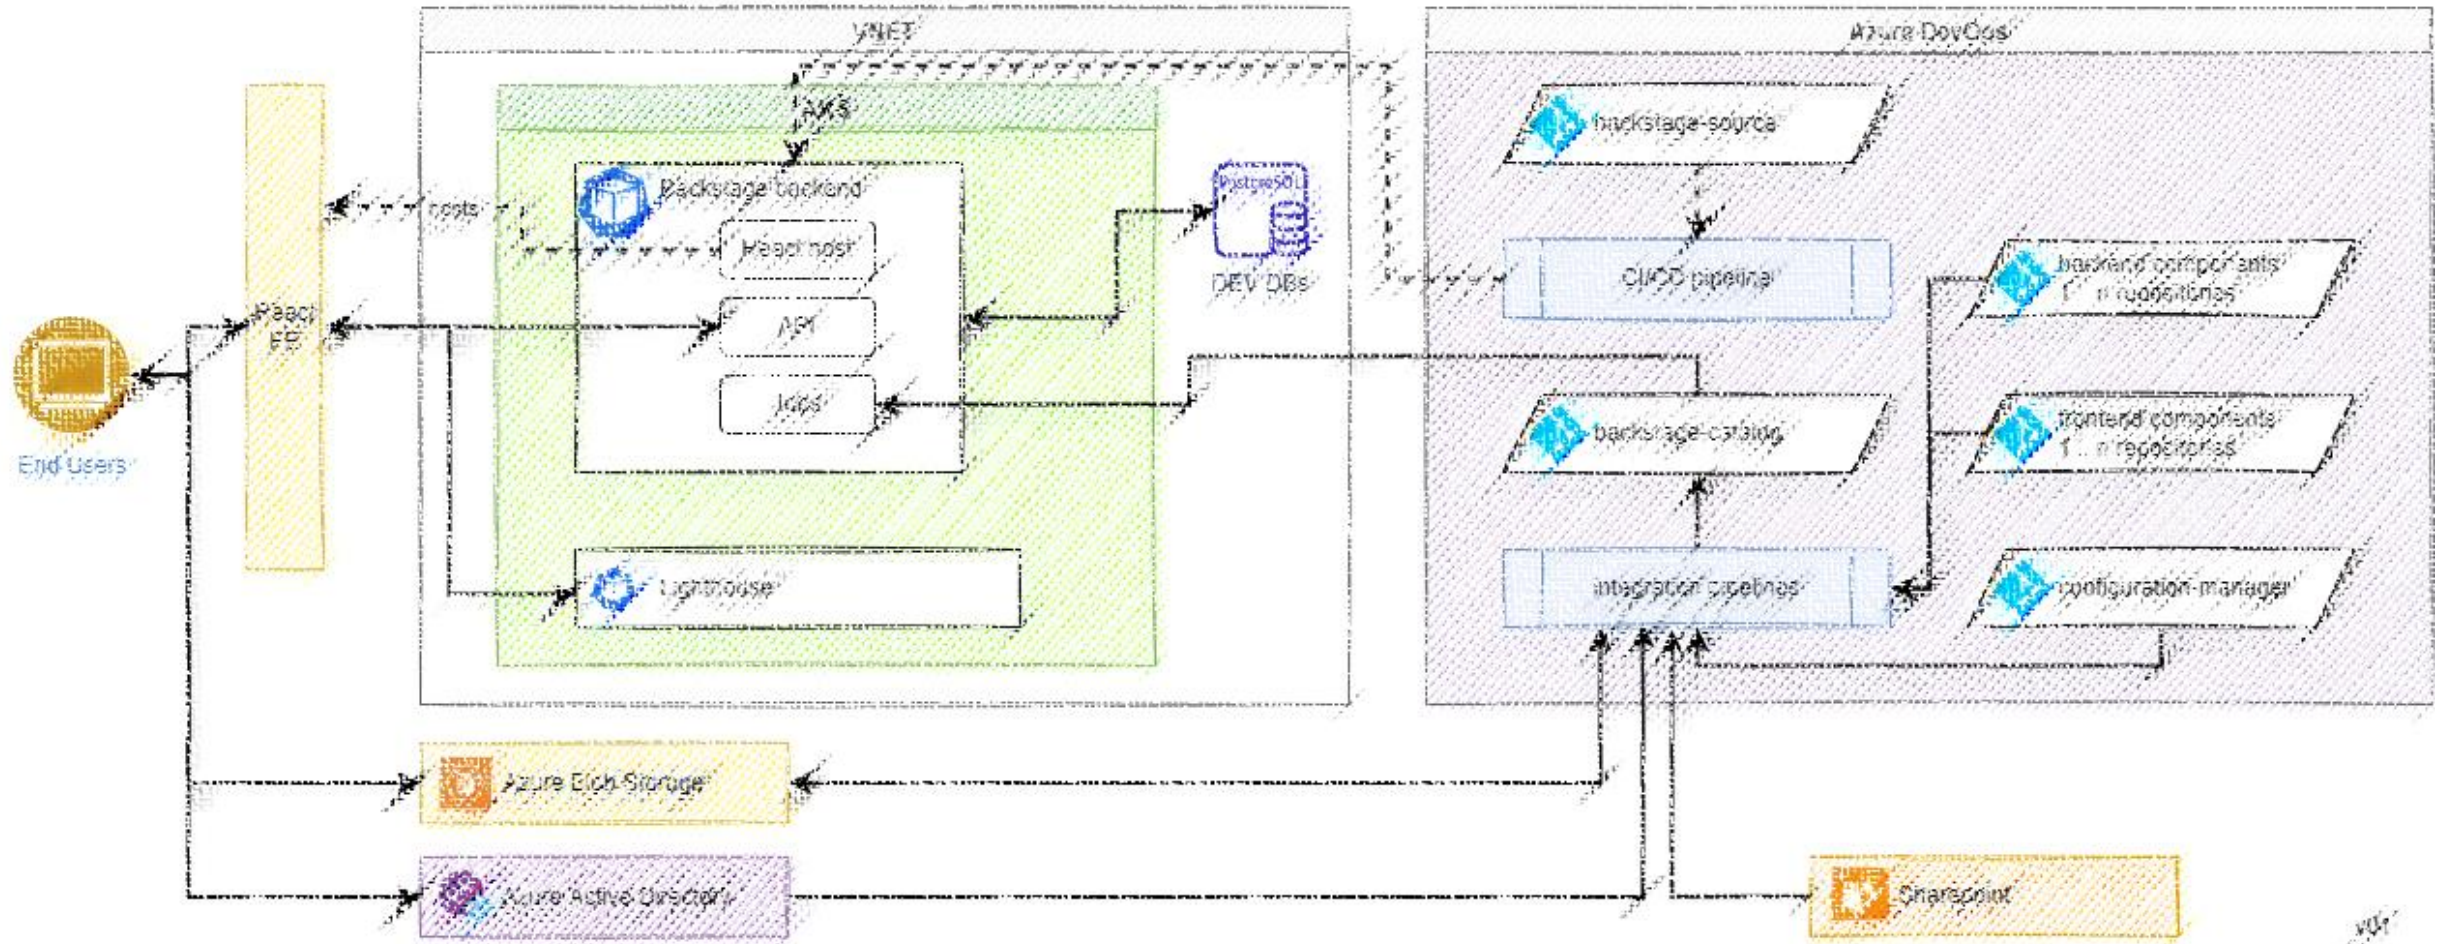 VNET
Azure DevOps
AKS
backstage-source
Backstage backend
PostgreSQL
hosts
React host
CI/CD pipeline
backend components
1 ... n repositories
DEV DBs
React
FE
API
Jobs
backstage-catalog
frontend components
1 ... n repositories
End Users
Lighthouse
integration pipelines
configuration-manager
Azure Blob Storage
Azure Active Directory
Sharepoint